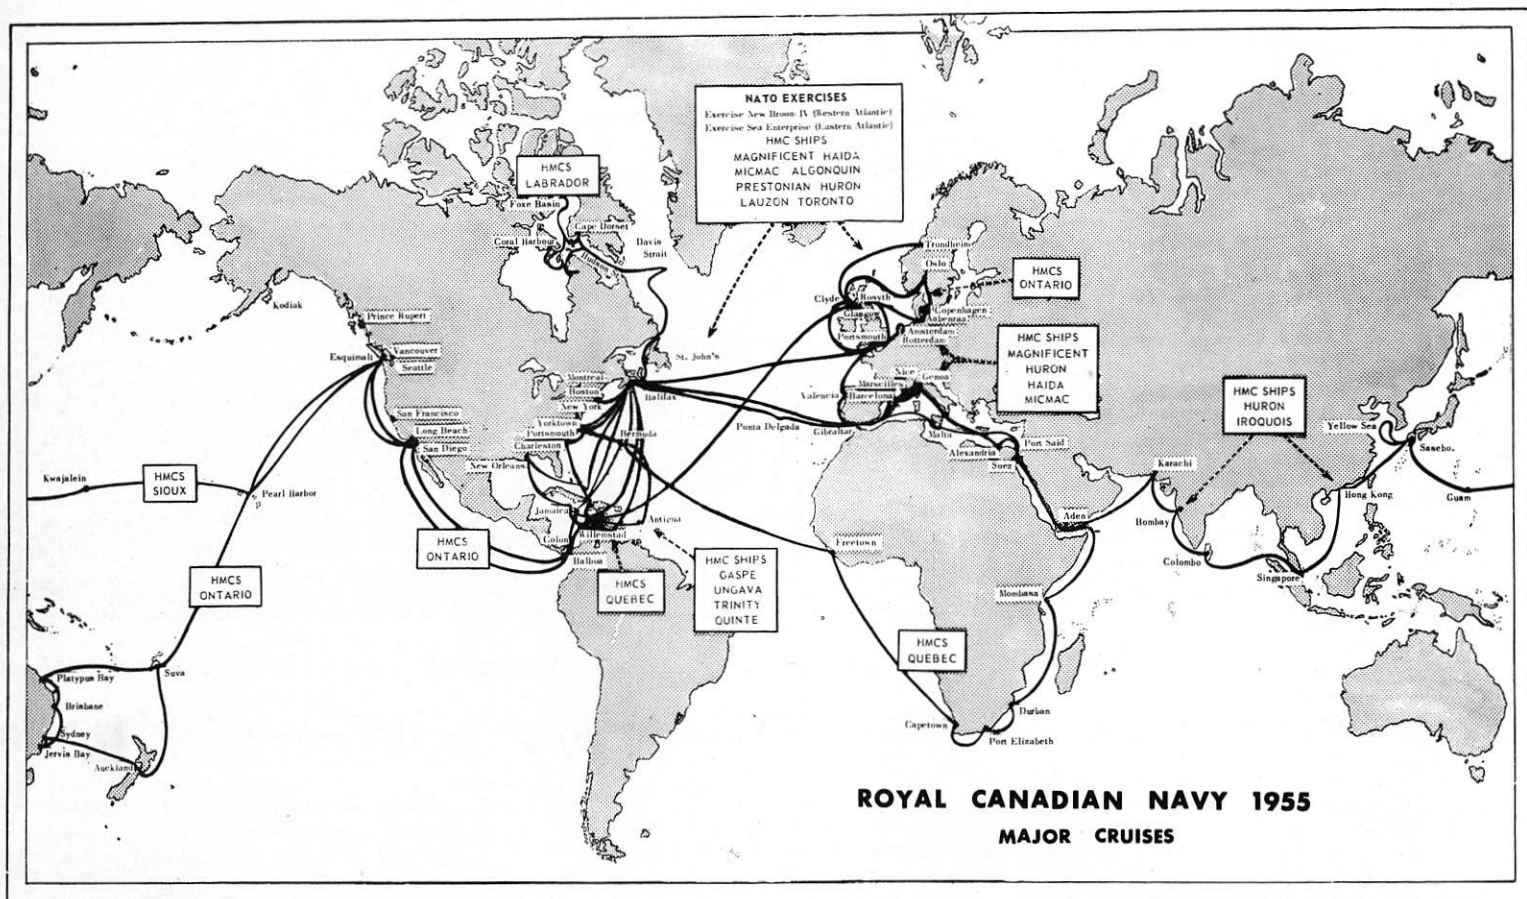 NATO EXERCISES
Exercise New Broom IV (Western Atlantic)
Exercise Sea Enterprise (Eastern Atlantic)
HMC SHIPS
MAGNIFICENT HAIDA
MICMAC ALGONQUIN
PRESTONIAN HURON
LAUZON TORONTO
HMCS
LABRADOR
Foxe Basin
Cape Dorset
Coral Harbour
Hudson St.
Davis
Strait
Kodiak
Prince Rupert
Esquimalt
Vancouver
Seattle
San Francisco
Long Beach
San Diego
Montreal
Boston
New York
Yorktown
Portsmouth
Charleston
New Orleans
Halifax
St. John's
Bermuda
Jamaica
Colon
Willemstad
Balboa
Antigua
Ponta Delgada
Trondheim
Oslo
Clyde
Rosyth
Glasgow
Copenhagen
Aabenraa
Amsterdam
Rotterdam
Portsmouth
HMCS
ONTARIO
HMC SHIPS
MAGNIFICENT
HURON
HAIDA
MICMAC
Nice
Genoa
Marseilles
Valencia
Barcelona
Gibraltar
Malta
Alexandria
Port Said
Suez
Aden
Karachi
Bombay
Colombo
Singapore
Hong Kong
Yellow Sea
Sasebo
Guam
HMC SHIPS
HURON
IROQUOIS
Kwajalein
HMCS
SIOUX
Pearl Harbor
HMCS
ONTARIO
HMCS
ONTARIO
HMCS
QUEBEC
HMC SHIPS
GASPE
UNGAVA
TRINITY
QUINTE
Freetown
Mombasa
HMCS
QUEBEC
Capetown
Durban
Port Elizabeth
Suva
Platypus Bay
Brisbane
Sydney
Jervis Bay
Auckland
ROYAL CANADIAN NAVY 1955
MAJOR CRUISES